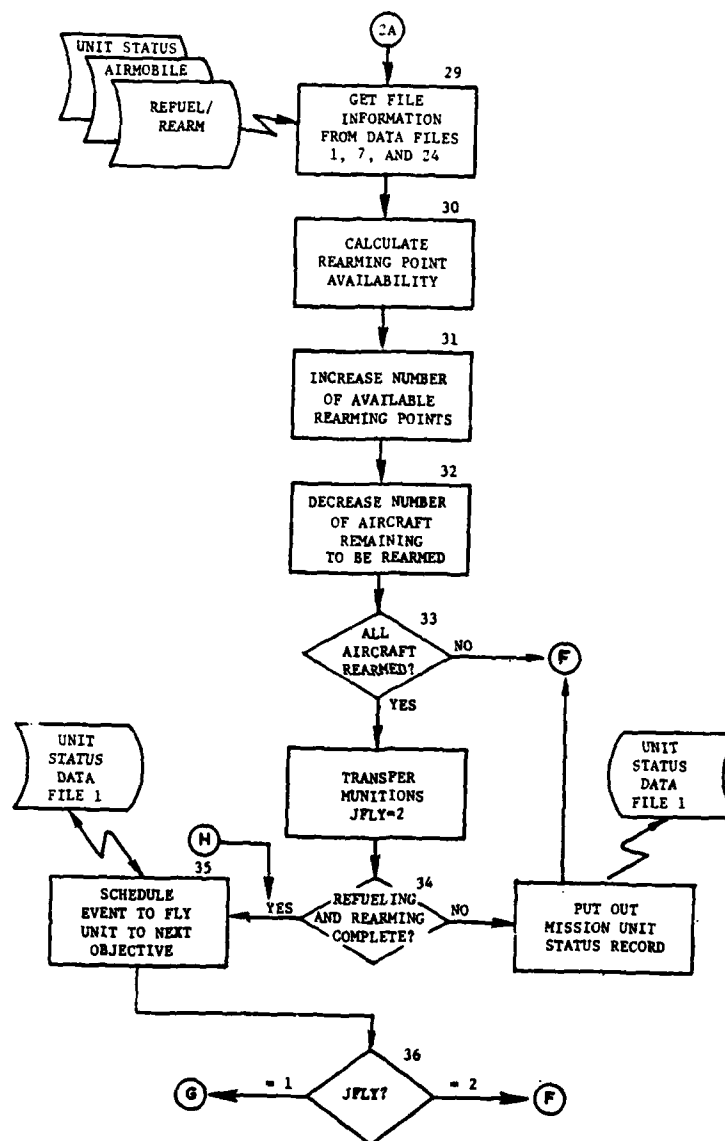 2A
UNIT STATUS
AIRMOBILE
REFUEL/
REARM
29
GET FILE
INFORMATION
FROM DATA FILES
1, 7, AND 24
30
CALCULATE
REARMING POINT
AVAILABILITY
31
INCREASE NUMBER
OF AVAILABLE
REARMING POINTS
32
DECREASE NUMBER
OF AIRCRAFT
REMAINING
TO BE REARMED
33
ALL
AIRCRAFT
REARMED?
NO
F
YES
UNIT
STATUS
DATA
FILE 1
TRANSFER
MUNITIONS
JFLY=2
UNIT
STATUS
DATA
FILE 1
H
35
SCHEDULE
EVENT TO FLY
UNIT TO NEXT
OBJECTIVE
YES
34
REFUELING
AND REARMING
COMPLETE?
NO
PUT OUT
MISSION UNIT
STATUS RECORD
36
G
= 1
JFLY?
= 2
F